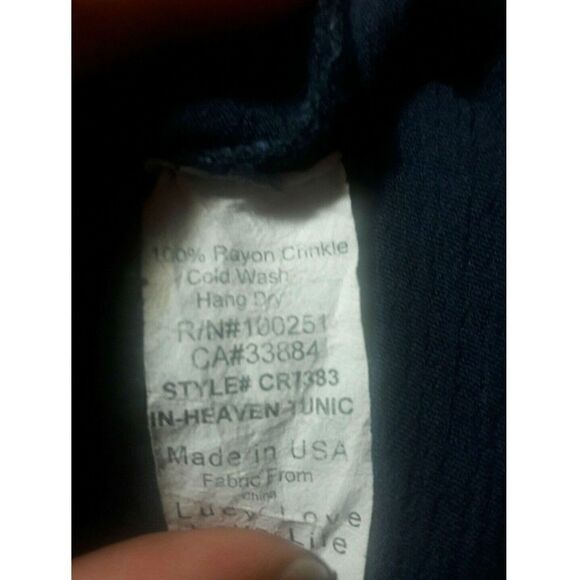 100% Rayon Crinkle
Cold Wash
Hang Dry
R/N#100251
CA#33884
STYLE# CR7383
IN-HEAVEN TUNIC
Made in USA
Fabric From
China
Lucy Love
Life